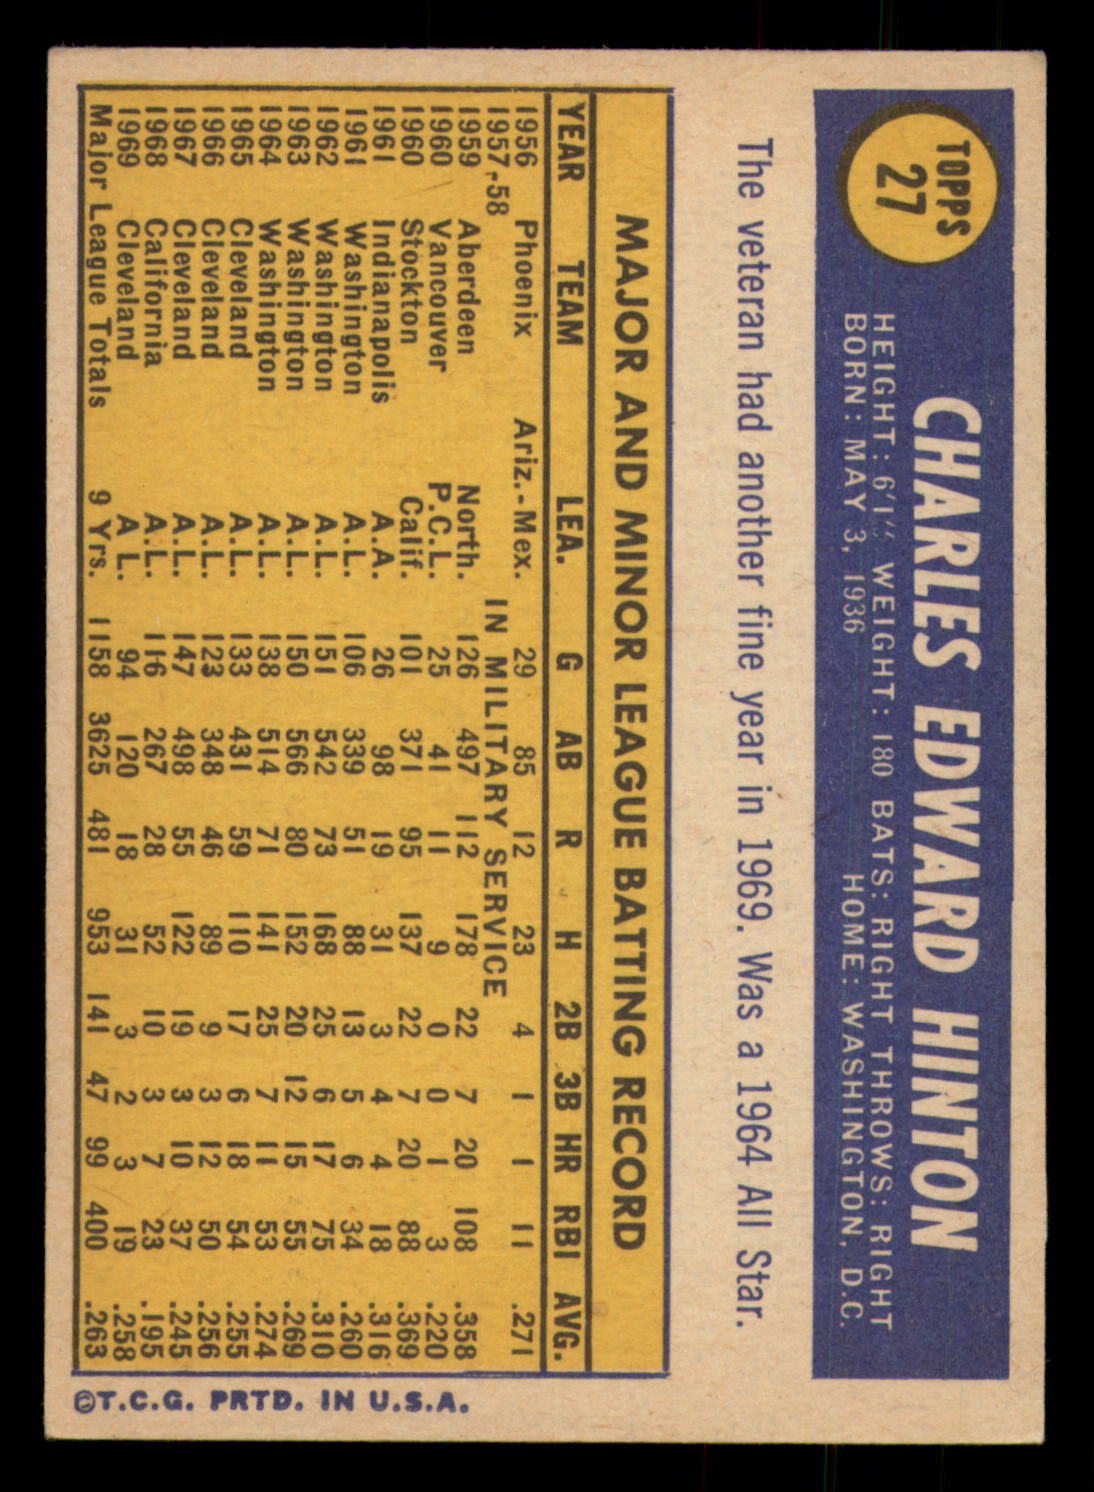 TOPPS
27
CHARLES EDWARD HINTON
HEIGHT: 6'1½" WEIGHT: 180 BATS: RIGHT THROWS: RIGHT
BORN: MAY 3, 1936 HOME: WASHINGTON, D.C.
The veteran had another fine year in 1969. Was a 1964 All Star.
MAJOR AND MINOR LEAGUE BATTING RECORD
YEAR TEAM LEA. G AB R H 2B 3B HR RBI AVG.
1956 Phoenix Ariz.-Mex. 29 85 12 23 4 1 1 11 .271
1957-58 IN MILITARY SERVICE
1959 Aberdeen North. 126 497 112 178 22 7 20 108 .358
1960 Vancouver P.C.L. 25 41 11 9 0 0 1 3 .220
1960 Stockton Calif. 101 371 95 137 22 7 20 88 .369
1961 Indianapolis A.A. 26 98 19 31 3 4 4 18 .316
1961 Washington A.L. 106 339 51 88 13 5 6 34 .260
1962 Washington A.L. 151 542 73 168 25 6 17 75 .310
1963 Washington A.L. 150 566 80 152 20 12 15 55 .269
1964 Washington A.L. 138 514 71 141 25 7 11 53 .274
1965 Cleveland A.L. 133 431 59 110 17 6 18 54 .255
1966 Cleveland A.L. 123 348 46 89 9 3 12 50 .256
1967 Cleveland A.L. 147 498 55 122 19 3 10 37 .245
1968 California A.L. 116 267 28 52 10 3 7 23 .195
1969 Cleveland A.L. 94 120 18 31 3 2 3 19 .258
Major League Totals 9 Yrs. 1158 3625 481 953 141 47 99 400 .263
©T.C.G. PRTD. IN U.S.A.